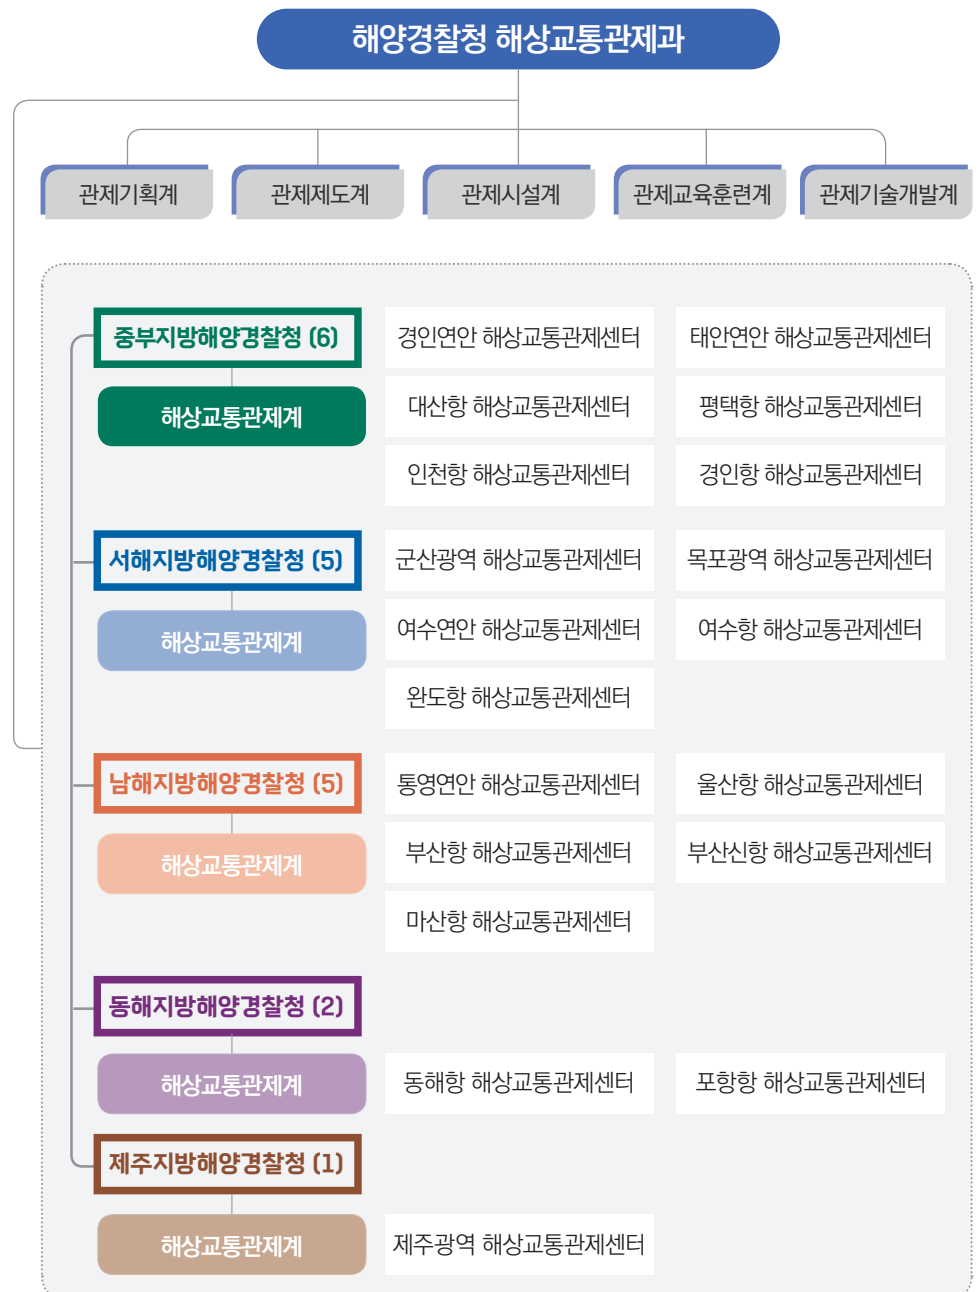 해양경찰청 해상교통관제과
관제기획계
관제제도계
관제시설계
관제교육훈련계
관제기술개발계
중부지방해양경찰청 (6)
해상교통관제계
경인연안 해상교통관제센터
태안연안 해상교통관제센터
대산항 해상교통관제센터
평택항 해상교통관제센터
인천항 해상교통관제센터
경인항 해상교통관제센터
서해지방해양경찰청 (5)
해상교통관제계
군산광역 해상교통관제센터
목포광역 해상교통관제센터
여수연안 해상교통관제센터
여수항 해상교통관제센터
완도항 해상교통관제센터
남해지방해양경찰청 (5)
해상교통관제계
통영연안 해상교통관제센터
울산항 해상교통관제센터
부산항 해상교통관제센터
부산신항 해상교통관제센터
마산항 해상교통관제센터
동해지방해양경찰청 (2)
해상교통관제계
동해항 해상교통관제센터
포항항 해상교통관제센터
제주지방해양경찰청 (1)
해상교통관제계
제주광역 해상교통관제센터